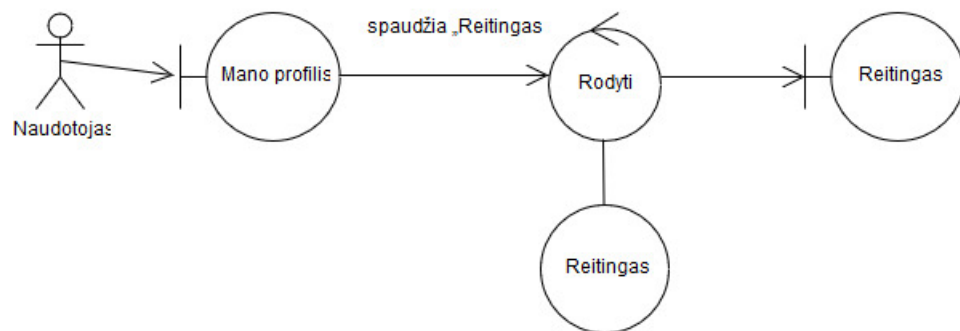 spaudžia „Reitingas
Mano profilis
Rodyti
Reitingas
Naudotojas
Reitingas